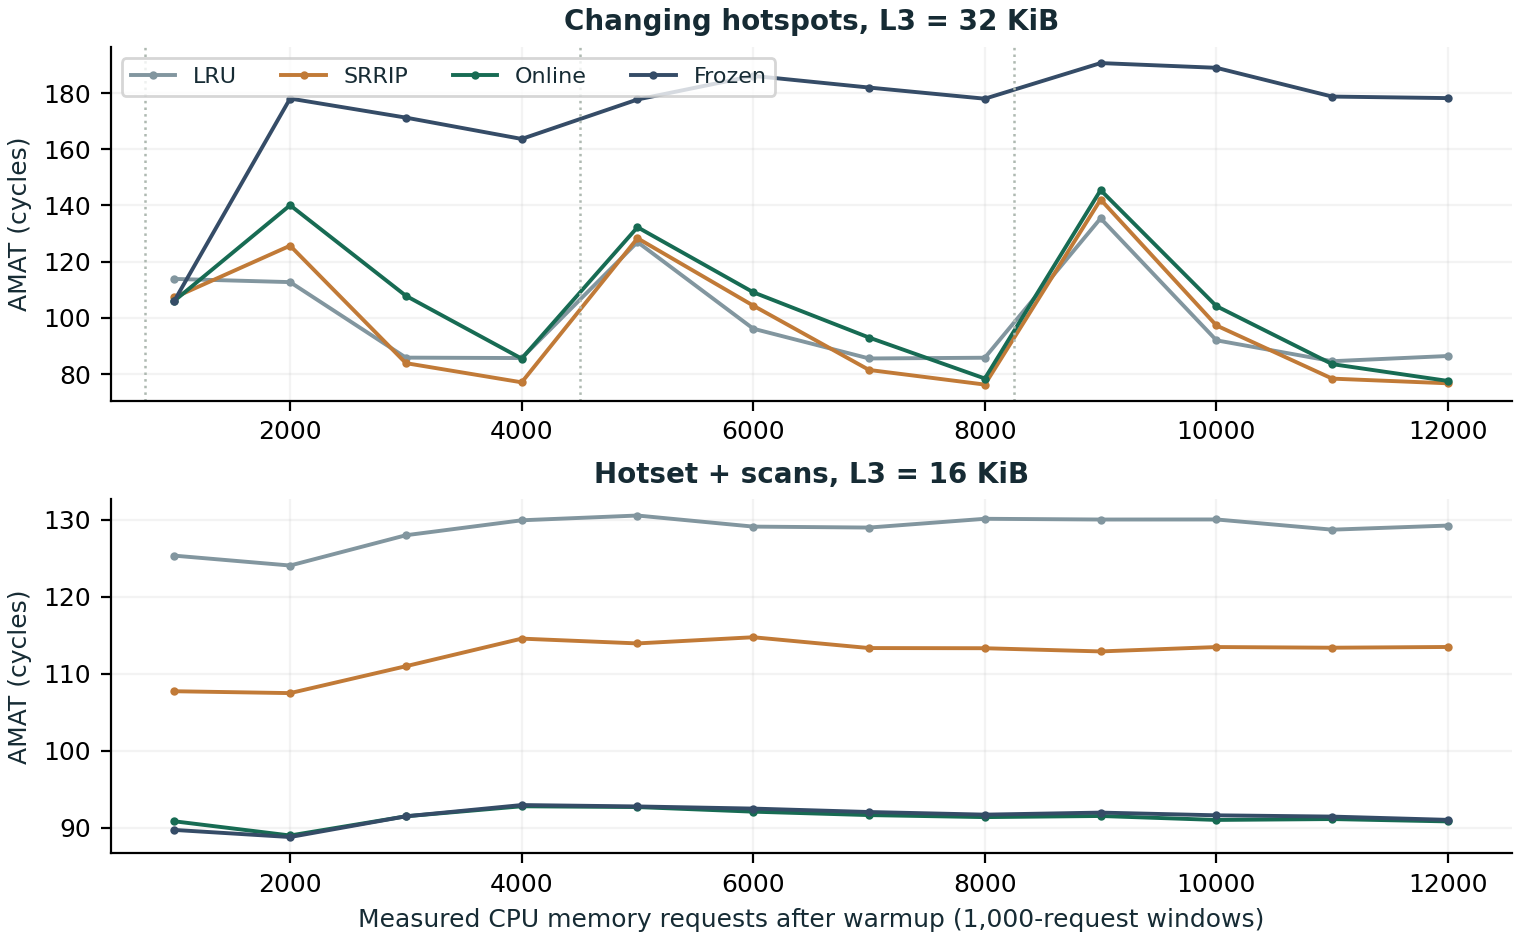 Changing hotspots, L3 = 32 KiB
LRU SRRIP Online Frozen
AMAT (cycles)
180
160
140
120
100
80
2000 4000 6000 8000 10000 12000
Hotset + scans, L3 = 16 KiB
AMAT (cycles)
130
120
110
100
90
2000 4000 6000 8000 10000 12000
Measured CPU memory requests after warmup (1,000-request windows)